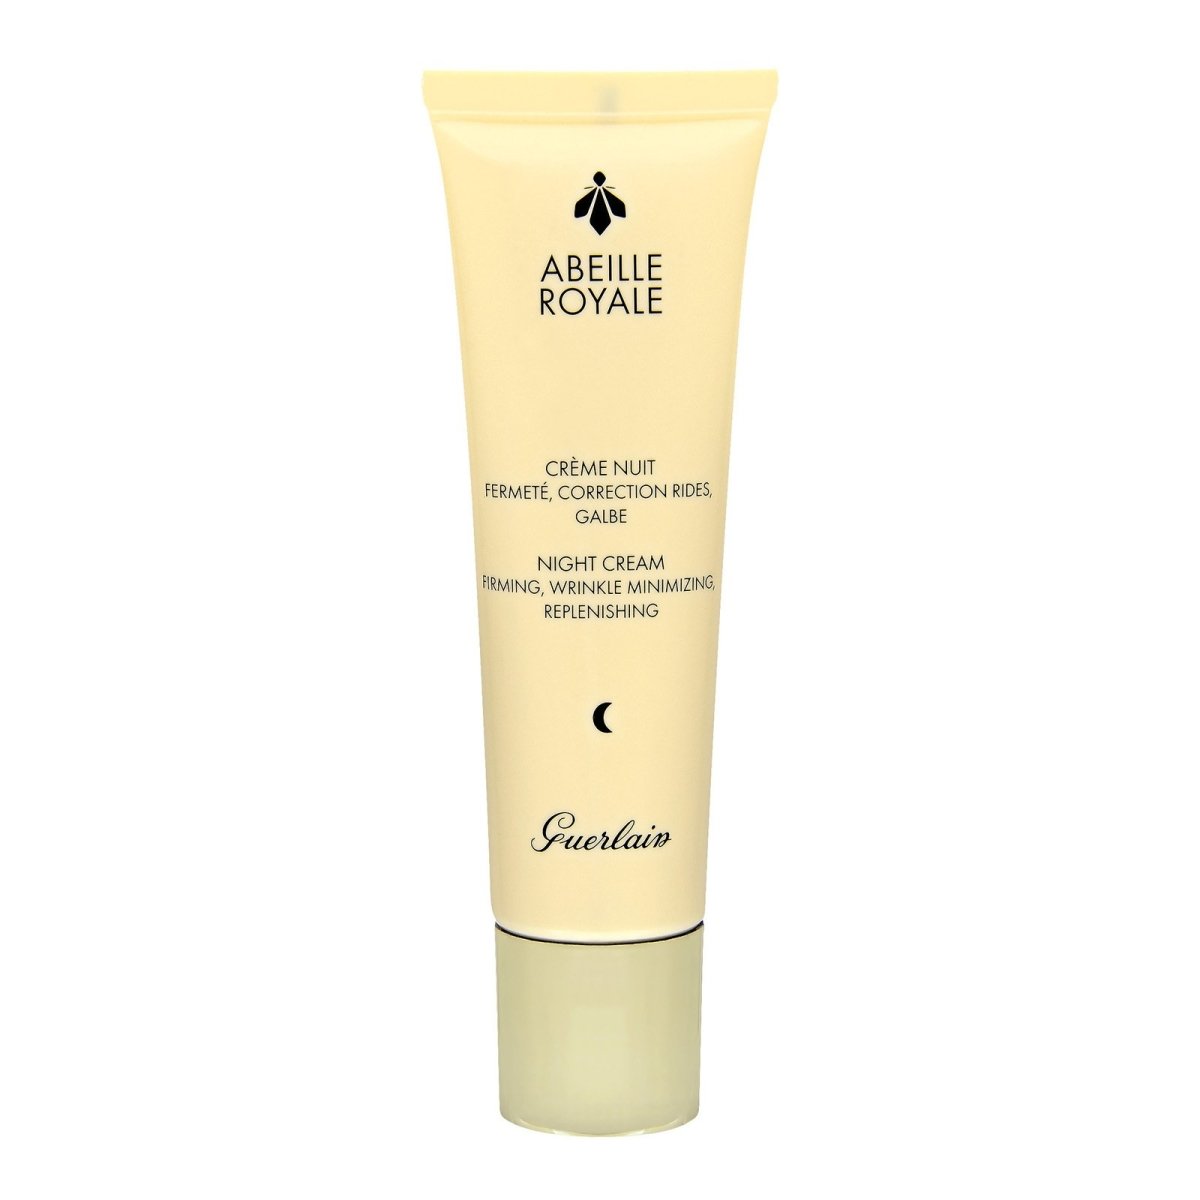 ABEILLE
ROYALE
CRÈME NUIT
FERMETÉ, CORRECTION RIDES,
GALBE
NIGHT CREAM
FIRMING, WRINKLE MINIMIZING,
REPLENISHING
Guerlain